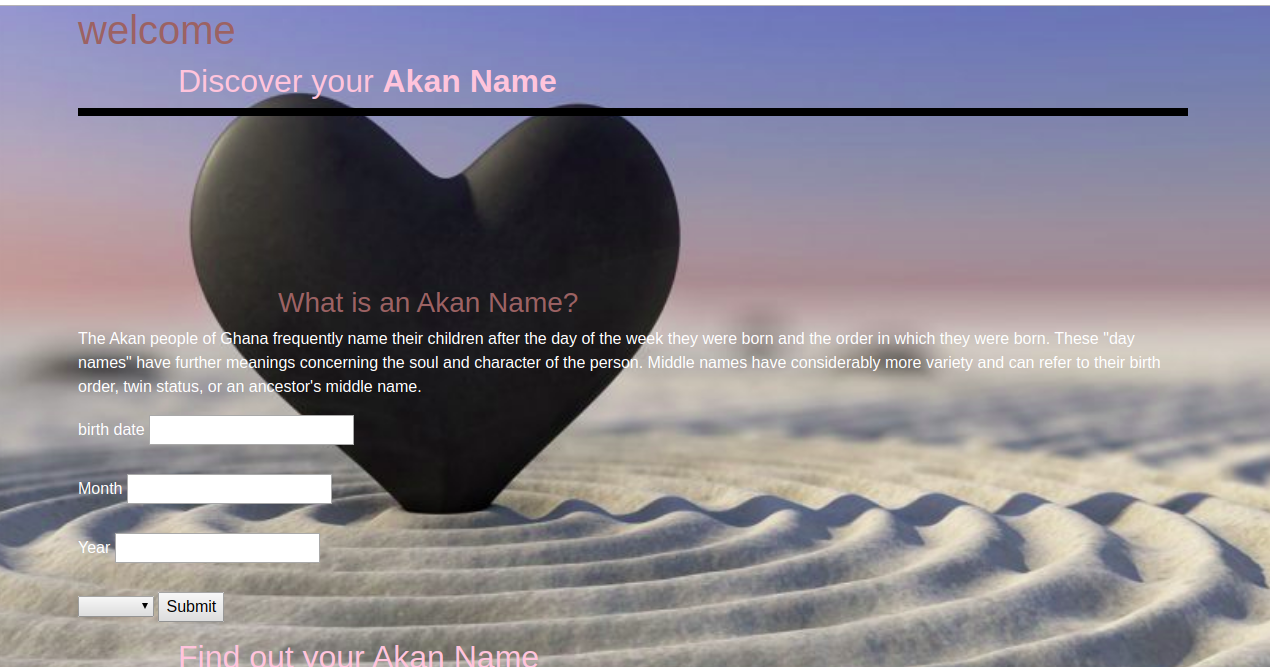 welcome
Discover your Akan Name
What is an Akan Name?
The Akan people of Ghana frequently name their children after the day of the week they were born and the order in which they were born. These "day
names" have further meanings concerning the soul and character of the person. Middle names have considerably more variety and can refer to their birth
order, twin status, or an ancestor's middle name.
birth date
Month
Year
Submit
Find out your Akan Name